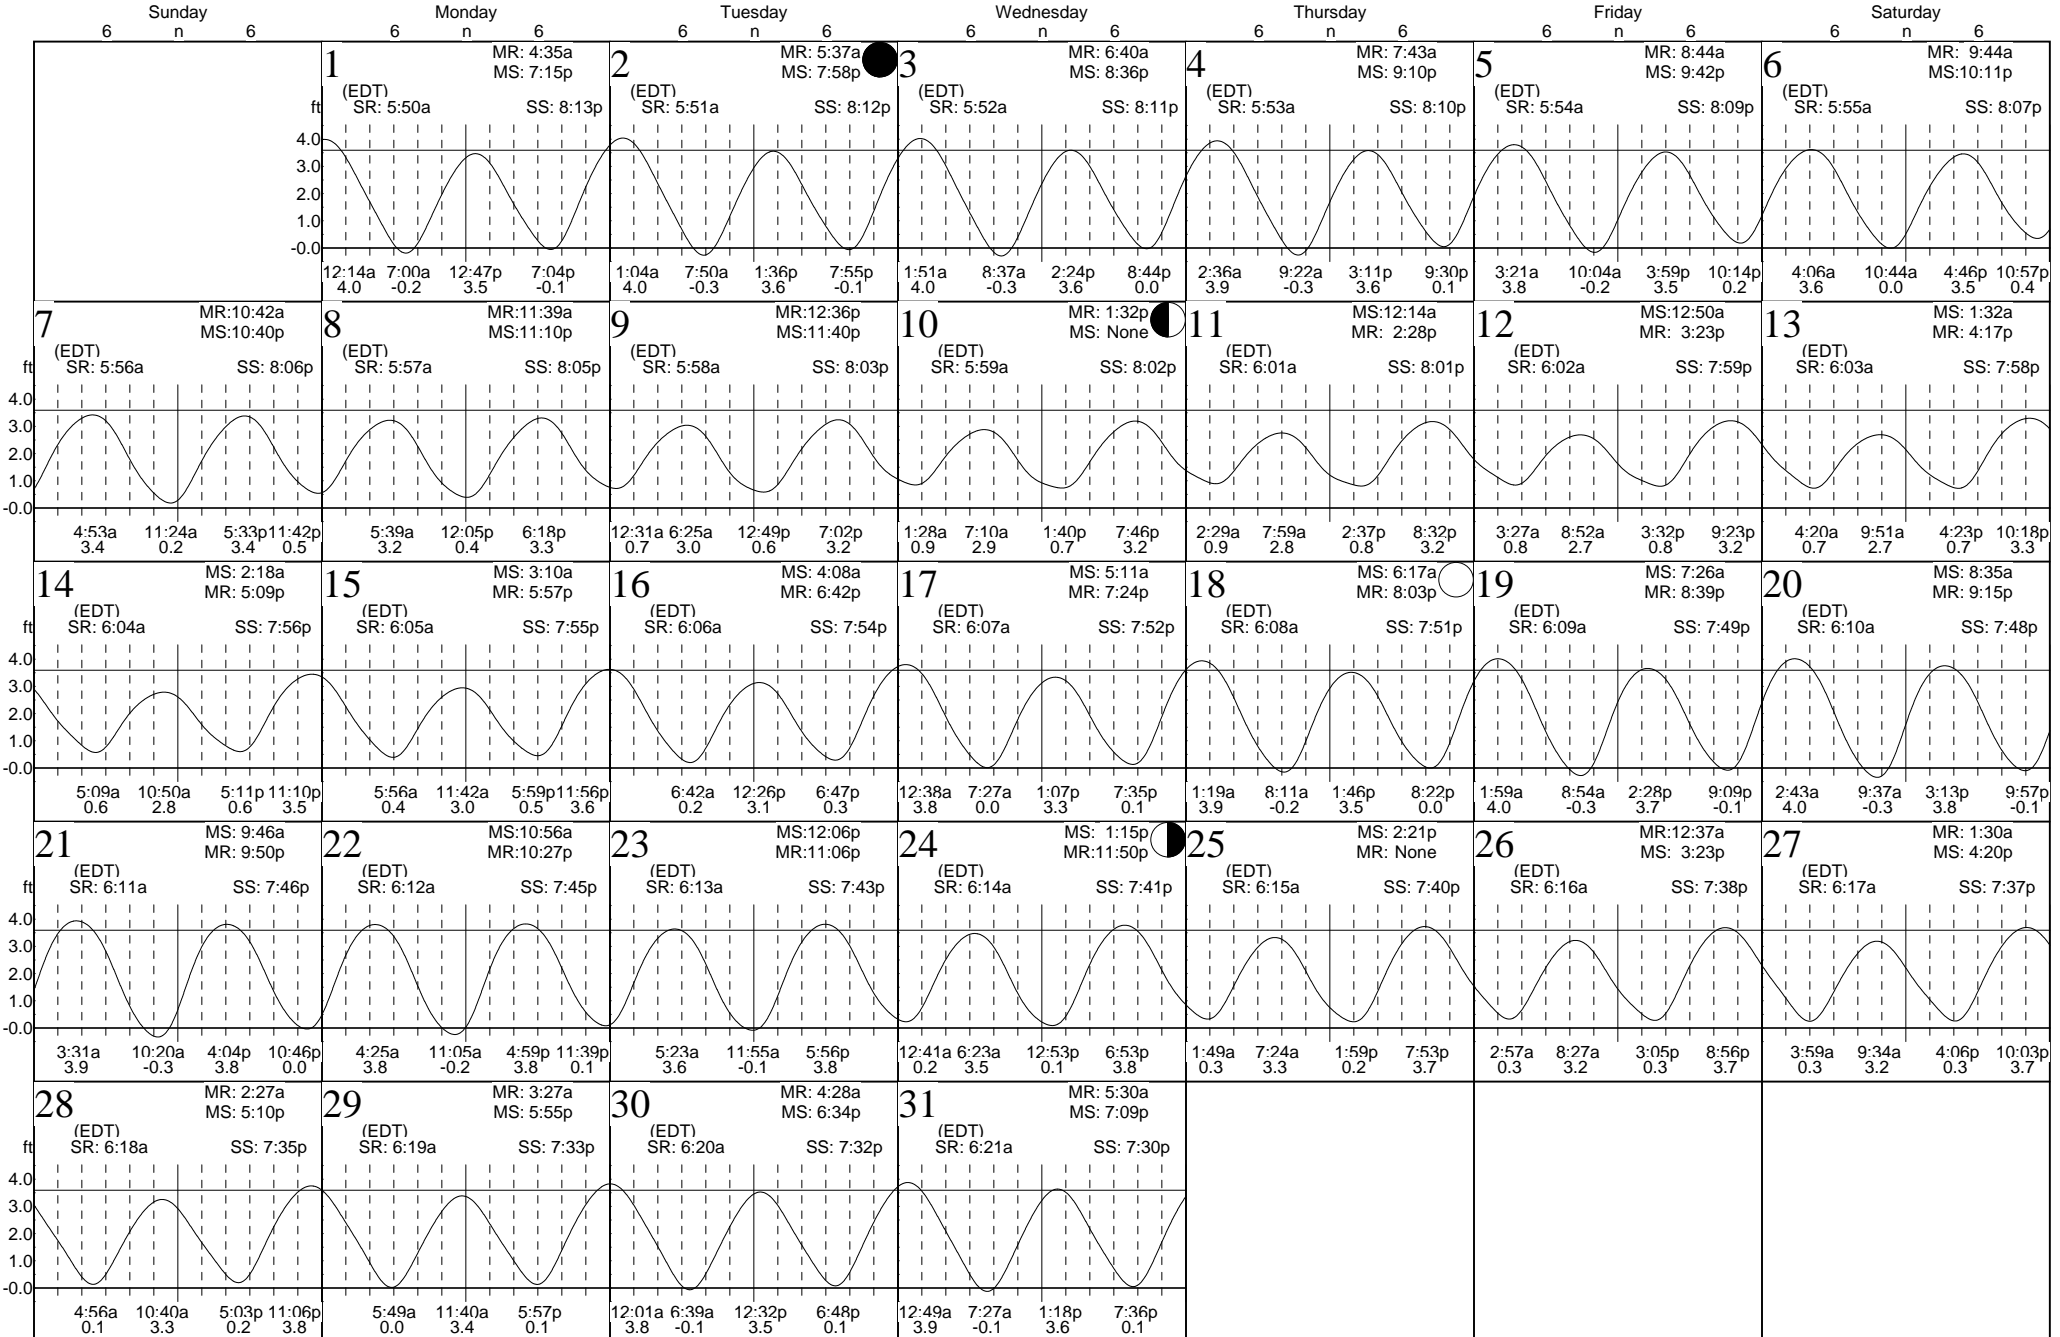 Sunday Monday Tuesday Wednesday Thursday Friday Saturday
6 n 6 6 n 6 6 n 6 6 n 6 6 n 6 6 n 6 6 n 6
1 MR: 4:35a 2 MR: 5:37a 3 MR: 6:40a 4 MR: 7:43a 5 MR: 8:44a 6 MR: 9:44a
MS: 7:15p MS: 7:58p MS: 8:36p MS: 9:10p MS: 9:42p MS:10:11p
(EDT) (EDT) (EDT) (EDT) (EDT) (EDT)
ft SR: 5:50a SS: 8:13p SR: 5:51a SS: 8:12p SR: 5:52a SS: 8:11p SR: 5:53a SS: 8:10p SR: 5:54a SS: 8:09p SR: 5:55a SS: 8:07p
4.0
3.0
2.0
1.0
-0.0
12:14a 7:00a 12:47p 7:04p 1:04a 7:50a 1:36p 7:55p 1:51a 8:37a 2:24p 8:44p 2:36a 9:22a 3:11p 9:30p 3:21a 10:04a 3:59p 10:14p 4:06a 10:44a 4:46p 10:57p
4.0 -0.2 3.5 -0.1 4.0 -0.3 3.6 -0.1 4.0 -0.3 3.6 0.0 3.9 -0.3 3.6 0.1 3.8 -0.2 3.5 0.2 3.6 0.0 3.5 0.4
7 MR:10:42a 8 MR:11:39a 9 MR:12:36p 10 MR: 1:32p 11 MS:12:14a 12 MS:12:50a 13 MS: 1:32a
MS:10:40p MS:11:10p MS:11:40p MS: None MR: 2:28p MR: 3:23p MR: 4:17p
(EDT) (EDT) (EDT) (EDT) (EDT) (EDT) (EDT)
ft SR: 5:56a SS: 8:06p SR: 5:57a SS: 8:05p SR: 5:58a SS: 8:03p SR: 5:59a SS: 8:02p SR: 6:01a SS: 8:01p SR: 6:02a SS: 7:59p SR: 6:03a SS: 7:58p
4.0
3.0
2.0
1.0
-0.0
4:53a 11:24a 5:33p 11:42p 5:39a 12:05p 6:18p 12:31a 6:25a 12:49p 7:02p 1:28a 7:10a 1:40p 7:46p 2:29a 7:59a 2:37p 8:32p 3:27a 8:52a 3:32p 9:23p 4:20a 9:51a 4:23p 10:18p
3.4 0.2 3.4 0.5 3.2 0.4 3.3 0.7 3.0 0.6 3.2 0.9 2.9 0.7 3.2 0.9 2.8 0.8 3.2 0.8 2.7 0.8 3.2 0.7 2.7 0.7 3.3
14 MS: 2:18a 15 MS: 3:10a 16 MS: 4:08a 17 MS: 5:11a 18 MS: 6:17a 19 MS: 7:26a 20 MS: 8:35a
MR: 5:09p MR: 5:57p MR: 6:42p MR: 7:24p MR: 8:03p MR: 8:39p MR: 9:15p
(EDT) (EDT) (EDT) (EDT) (EDT) (EDT) (EDT)
ft SR: 6:04a SS: 7:56p SR: 6:05a SS: 7:55p SR: 6:06a SS: 7:54p SR: 6:07a SS: 7:52p SR: 6:08a SS: 7:51p SR: 6:09a SS: 7:49p SR: 6:10a SS: 7:48p
4.0
3.0
2.0
1.0
-0.0
5:09a 10:50a 5:11p 11:10p 5:56a 11:42a 5:59p 11:56p 6:42a 12:26p 6:47p 12:38a 7:27a 1:07p 7:35p 1:19a 8:11a 1:46p 8:22p 1:59a 8:54a 2:28p 9:09p 2:43a 9:37a 3:13p 9:57p
0.6 2.8 0.6 3.5 0.4 3.0 0.5 3.6 0.2 3.1 0.3 3.8 0.0 3.3 0.1 3.9 -0.2 3.5 0.0 4.0 -0.3 3.7 -0.1 4.0 -0.3 3.8 -0.1
21 MS: 9:46a 22 MS:10:56a 23 MS:12:06p 24 MS: 1:15p 25 MS: 2:21p 26 MR:12:37a 27 MR: 1:30a
MR: 9:50p MR:10:27p MR:11:06p MR:11:50p MR: None MS: 3:23p MS: 4:20p
(EDT) (EDT) (EDT) (EDT) (EDT) (EDT) (EDT)
ft SR: 6:11a SS: 7:46p SR: 6:12a SS: 7:45p SR: 6:13a SS: 7:43p SR: 6:14a SS: 7:41p SR: 6:15a SS: 7:40p SR: 6:16a SS: 7:38p SR: 6:17a SS: 7:37p
4.0
3.0
2.0
1.0
-0.0
3:31a 10:20a 4:04p 10:46p 4:25a 11:05a 4:59p 11:39p 5:23a 11:55a 5:56p 12:41a 6:23a 12:53p 6:53p 1:49a 7:24a 1:59p 7:53p 2:57a 8:27a 3:05p 8:56p 3:59a 9:34a 4:06p 10:03p
3.9 -0.3 3.8 0.0 3.8 -0.2 3.8 0.1 3.6 -0.1 3.8 0.2 3.5 0.1 3.8 0.3 3.3 0.2 3.7 0.3 3.2 0.3 3.7 0.3 3.2 0.3 3.7
28 MR: 2:27a 29 MR: 3:27a 30 MR: 4:28a 31 MR: 5:30a
MS: 5:10p MS: 5:55p MS: 6:34p MS: 7:09p
(EDT) (EDT) (EDT) (EDT)
ft SR: 6:18a SS: 7:35p SR: 6:19a SS: 7:33p SR: 6:20a SS: 7:32p SR: 6:21a SS: 7:30p
4.0
3.0
2.0
1.0
-0.0
4:56a 10:40a 5:03p 11:06p 5:49a 11:40a 5:57p 12:01a 6:39a 12:32p 6:48p 12:49a 7:27a 1:18p 7:36p
0.1 3.3 0.2 3.8 0.0 3.4 0.1 3.8 -0.1 3.5 0.1 3.9 -0.1 3.6 0.1